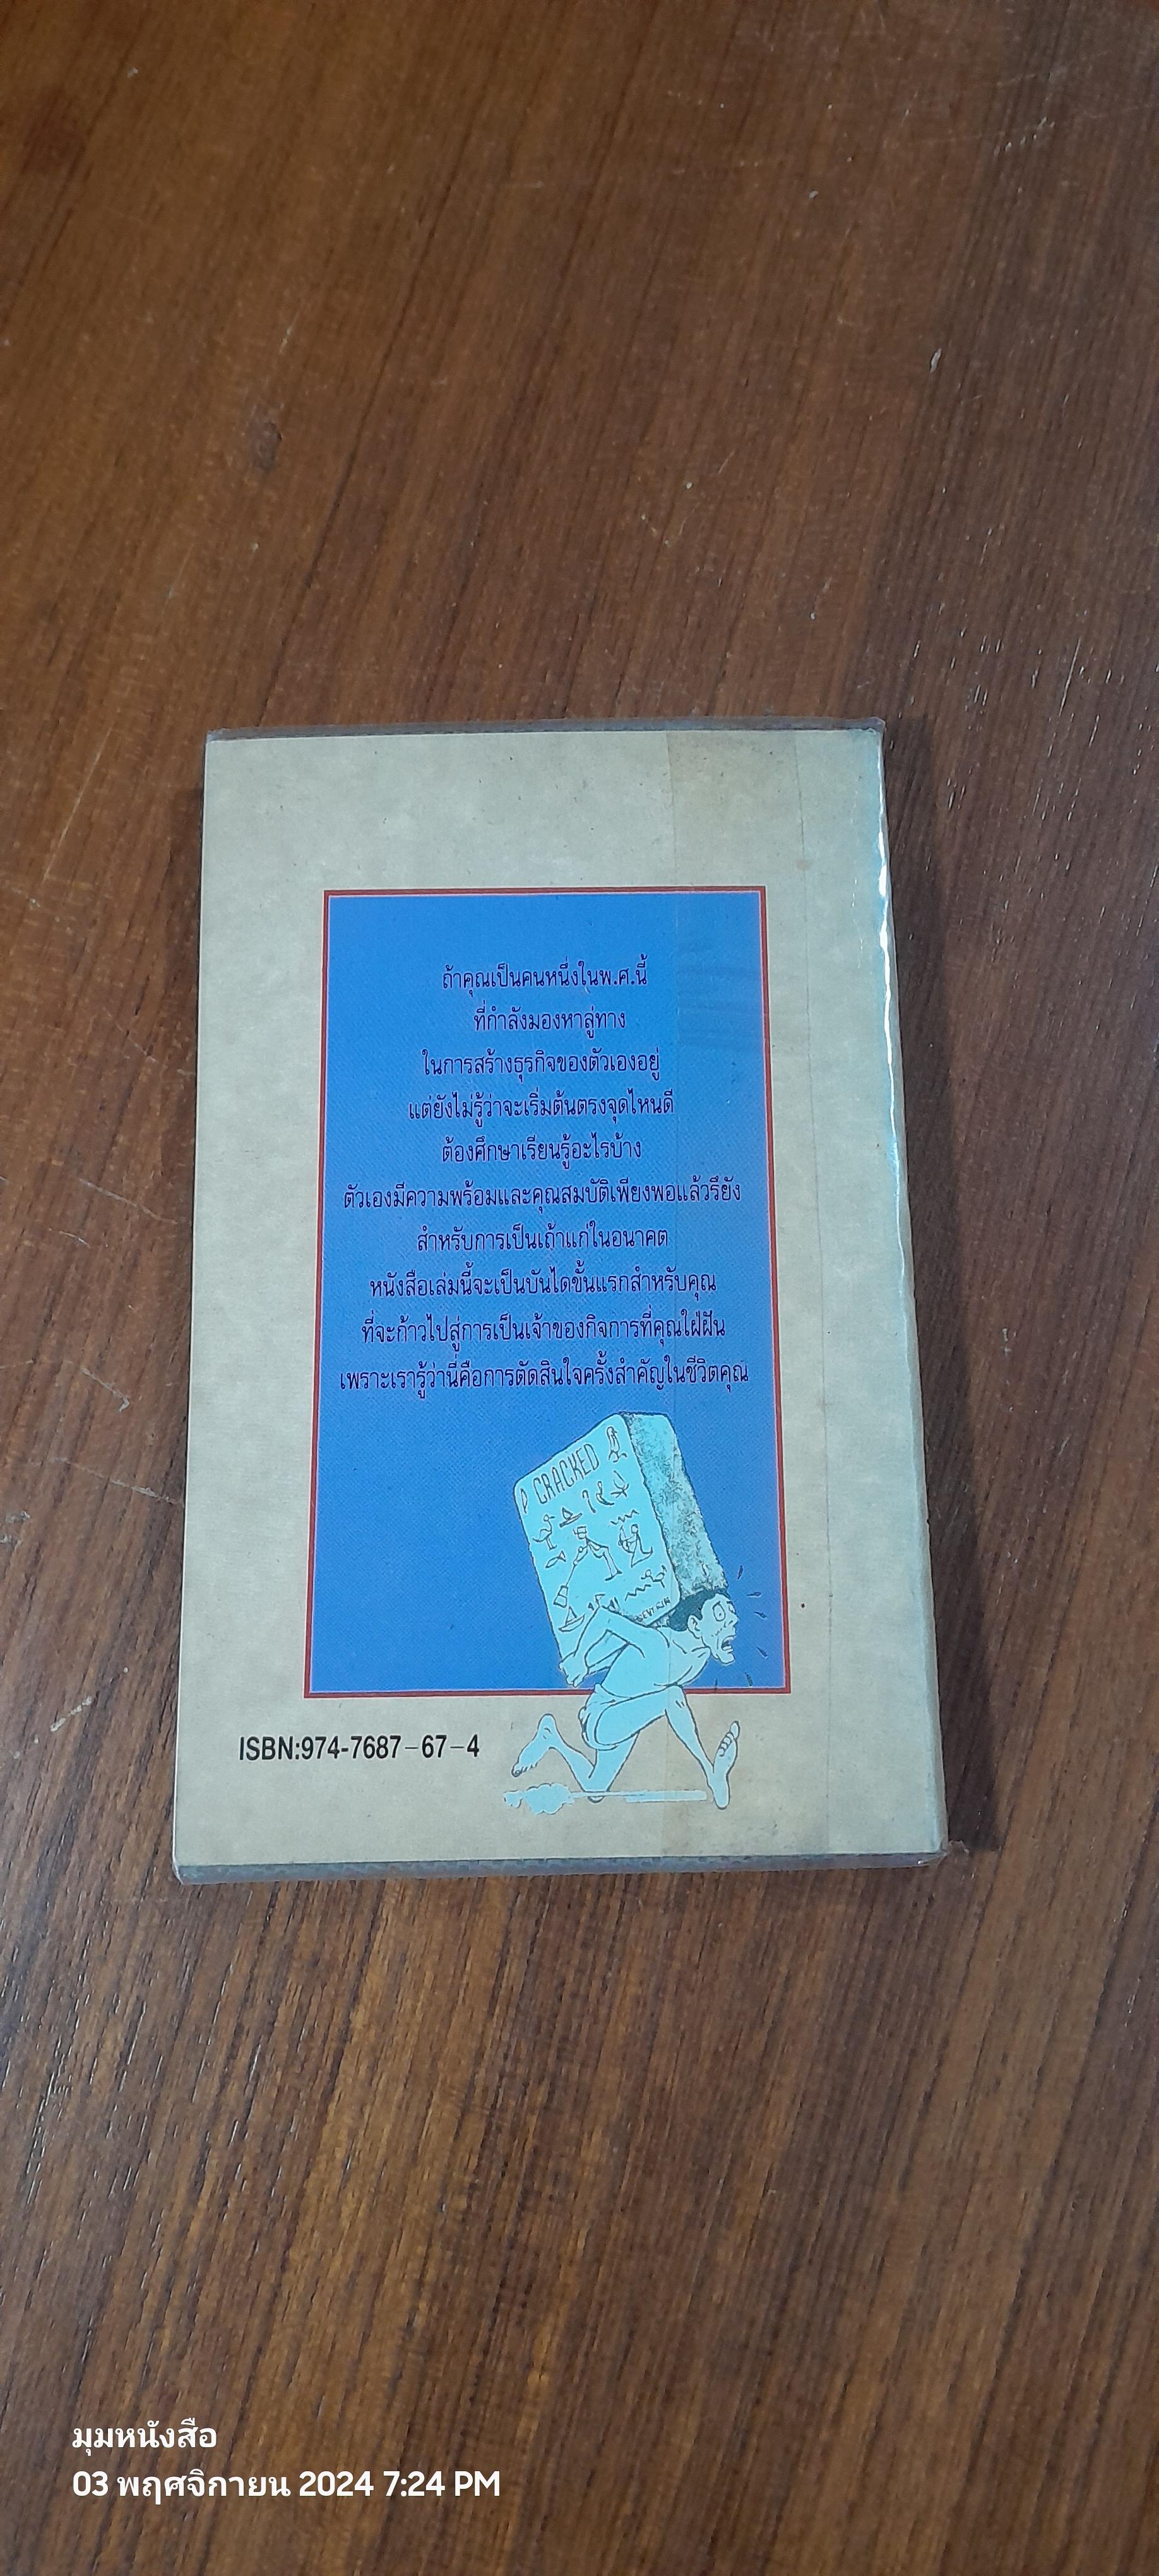 ถ้าคุณเป็นคนหนึ่งในพ.ศ.นี้
ที่กำลังมองหาลู่ทาง
ในการสร้างธุรกิจของตัวเองอยู่
แต่ยังไม่รู้ว่าจะเริ่มต้นตรงจุดไหนดี
ต้องศึกษาเรียนรู้อะไรบ้าง
ตัวเองมีความพร้อมและคุณสมบัติเพียงพอแล้วรึยัง
สำหรับการเป็นเถ้าแก่ในอนาคต
หนังสือเล่มนี้จะเป็นบันไดขั้นแรกสำหรับคุณ
ที่จะก้าวไปสู่การเป็นเจ้าของกิจการที่คุณใฝ่ฝัน
เพราะเรารู้ว่านี่คือการตัดสินใจครั้งสำคัญในชีวิตคุณ
CRACKED
ISBN:974-7687-67-4
มุมหนังสือ
03 พฤศจิกายน 2024 7:24 PM